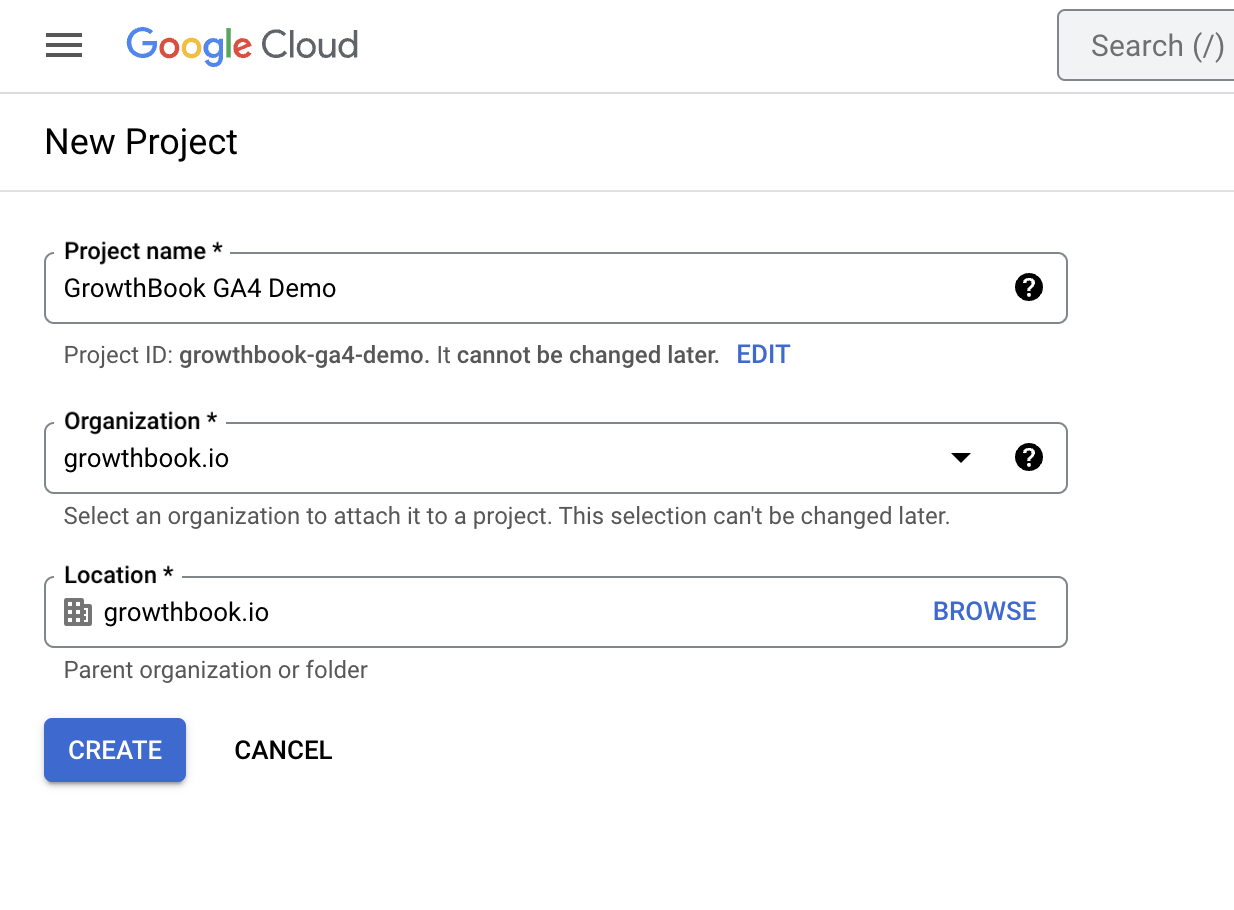 Google Cloud
Search (/)
New Project
Project name *
GrowthBook GA4 Demo
Project ID: growthbook-ga4-demo. It cannot be changed later. EDIT
Organization *
growthbook.io
Select an organization to attach it to a project. This selection can't be changed later.
Location *
growthbook.io BROWSE
Parent organization or folder
CREATE CANCEL